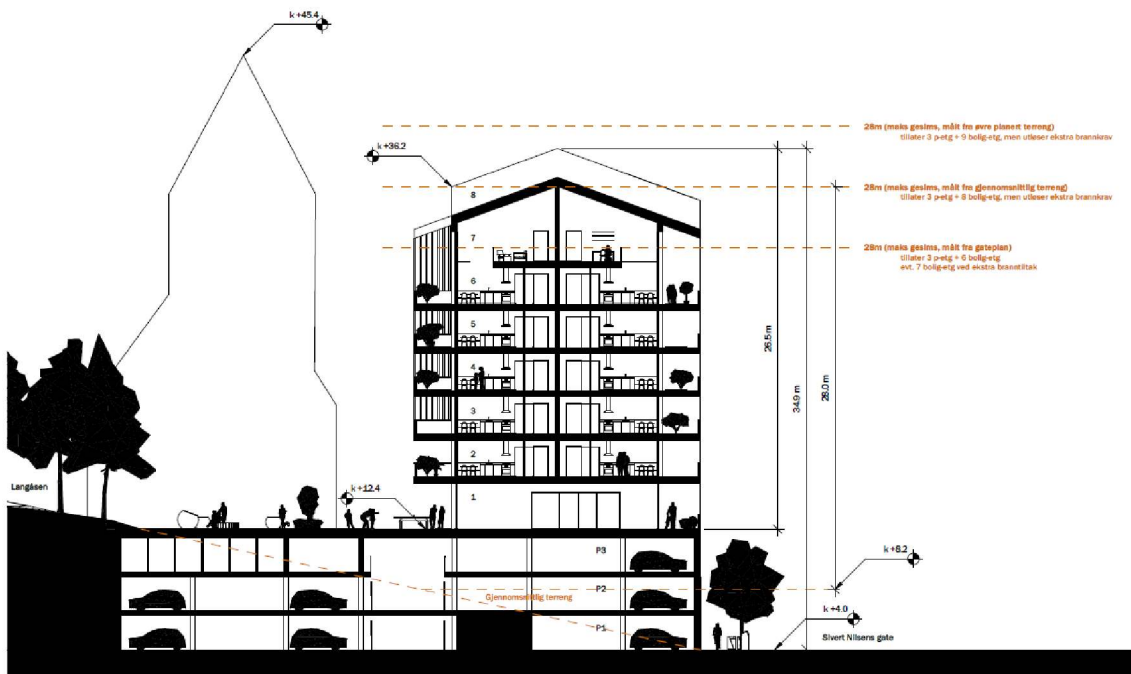 k +45.4
28m (maks gesims, målt fra øvre planert terreng)
tillater 3 p-etg + 9 bolig-etg, men utløser ekstra brannkrav
k +36.2
28m (maks gesims, målt fra gjennomsnittlig terreng)
tillater 3 p-etg + 8 bolig-etg, men utløser ekstra brannkrav
8
7
28m (maks gesims, målt fra gateplan)
tillater 3 p-etg + 6 bolig-etg
evt. 7 bolig-etg ved ekstra branntiltak
6
5
26.5 m
34.9 m
28.0 m
4
3
2
Langåsen
k +12.4
1
P3
k +8.2
P2
Gjennomsnittlig terreng
k +4.0
P1
Sivert Nilsens gate